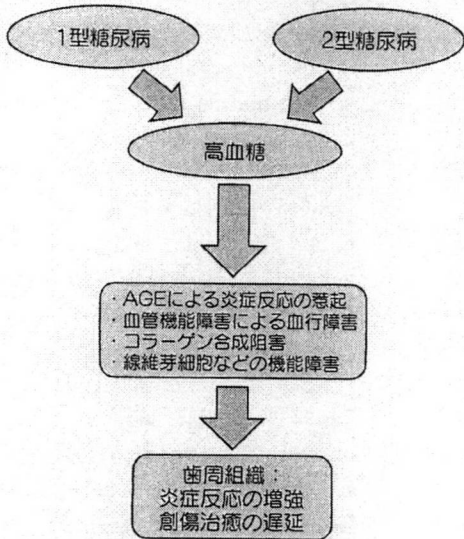 1型糖尿病
2型糖尿病
高血糖
・AGEによる炎症反応の惹起
・血管機能障害による血行障害
・コラーゲン合成阻害
・線維芽細胞などの機能障害
歯周組織：
炎症反応の増強
創傷治癒の遅延